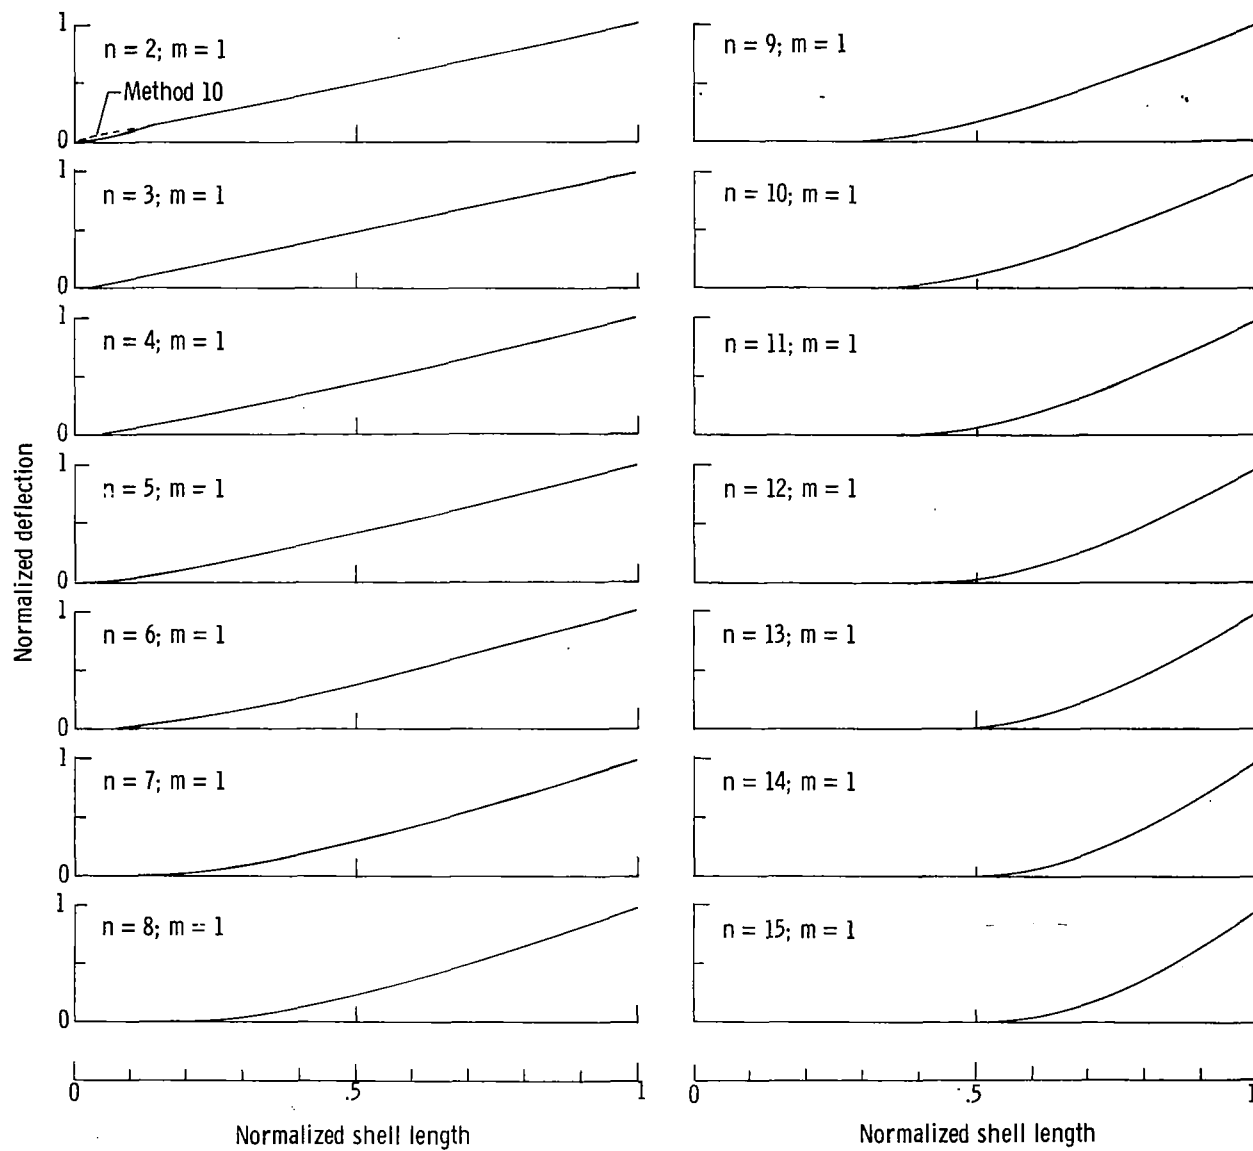 1
n = 2; m = 1
Method 10
0
1
n = 3; m = 1
0
1
n = 4; m = 1
0
1
n = 5; m = 1
0
1
n = 6; m = 1
0
1
n = 7; m = 1
0
1
n = 8; m = 1
0
0 .5 1
Normalized shell length
Normalized deflection
n = 9; m = 1
n = 10; m = 1
n = 11; m = 1
n = 12; m = 1
n = 13; m = 1
n = 14; m = 1
n = 15; m = 1
0 .5 1
Normalized shell length